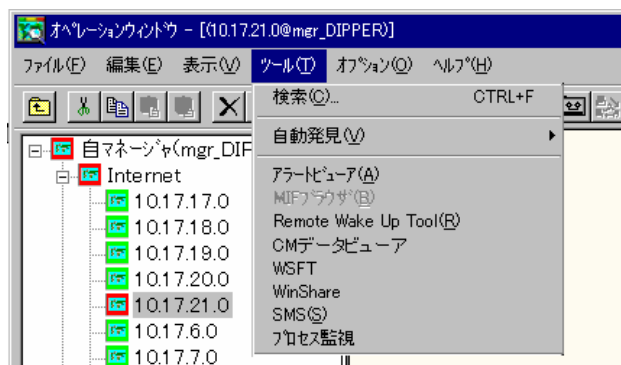 ｵﾍﾟﾚｰｼｮﾝｳｨﾝﾄﾞｳ - [(10.17.21.0@mgr_DIPPER)]
ﾌｧｲﾙ(F) 編集(E) 表示(V) ﾂｰﾙ(T) ｵﾌﾟｼｮﾝ(O) ﾍﾙﾌﾟ(H)
検索(C)... CTRL+F
自動発見(V)
自ﾏﾈｰｼﾞｬ(mgr_DIF
Internet
10.17.17.0
10.17.18.0
10.17.19.0
10.17.20.0
10.17.21.0
10.17.6.0
10.17.7.0
ｱﾗｰﾄﾋﾞｭｰｱ(A)
MIFﾌﾞﾗｳｻﾞ(B)
Remote Wake Up Tool(R)
CMデータビューア
WSFT
WinShare
SMS(S)
ﾌﾟﾛｾｽ監視